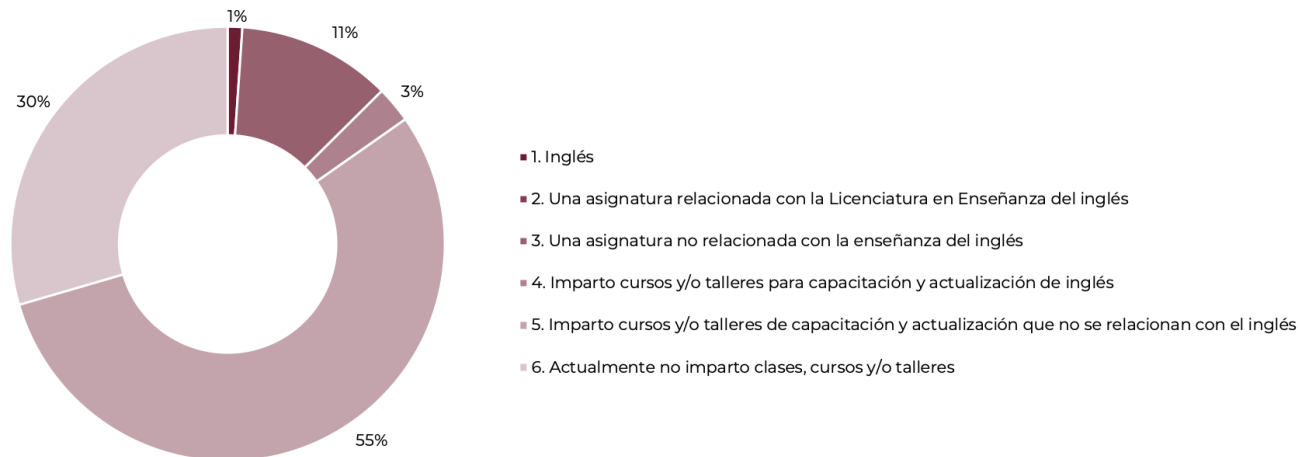 1%
11%
3%
30%
55%
1. Inglés
2. Una asignatura relacionada con la Licenciatura en Enseñanza del inglés
3. Una asignatura no relacionada con la enseñanza del inglés
4. Imparto cursos y/o talleres para capacitación y actualización de inglés
5. Imparto cursos y/o talleres de capacitación y actualización que no se relacionan con el inglés
6. Actualmente no imparto clases, cursos y/o talleres